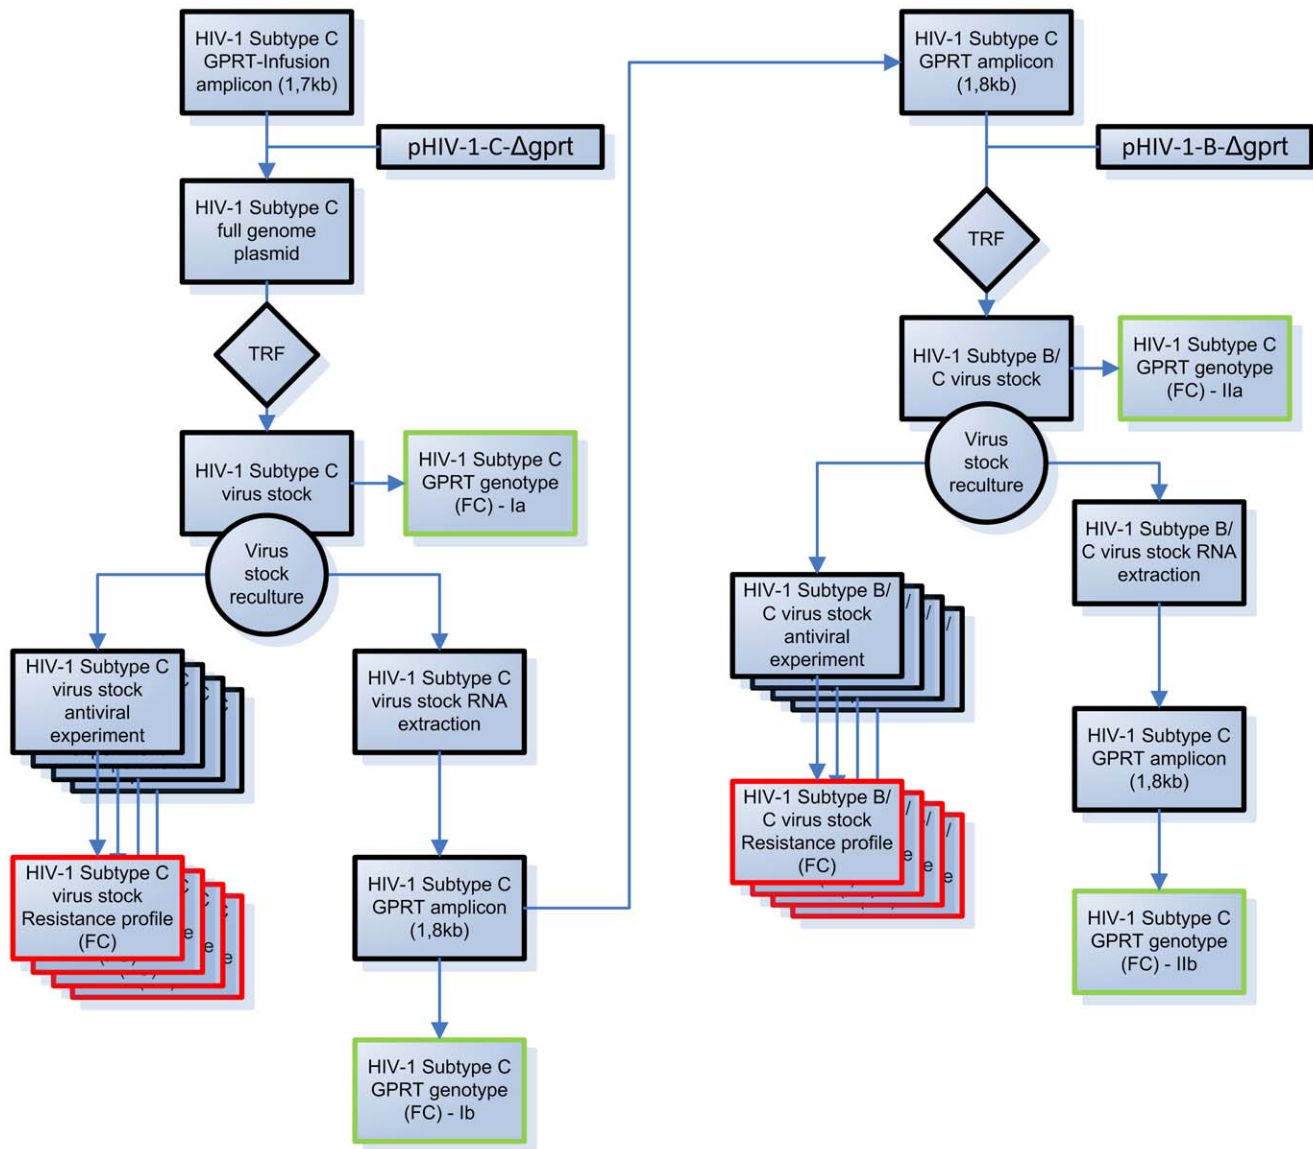 HIV-1 Subtype C
GPRT-Infusion
amplicon (1,7kb)
pHIV-1-C-Δgprt
HIV-1 Subtype C
full genome
plasmid
TRF
HIV-1 Subtype C
virus stock
HIV-1 Subtype C
GPRT genotype
(FC) - Ia
Virus
stock
reculture
HIV-1 Subtype C
virus stock
antiviral
experiment
HIV-1 Subtype C
virus stock RNA
extraction
HIV-1 Subtype C
virus stock
Resistance profile
(FC)
HIV-1 Subtype C
GPRT amplicon
(1,8kb)
HIV-1 Subtype C
GPRT genotype
(FC) - Ib
HIV-1 Subtype C
GPRT amplicon
(1,8kb)
pHIV-1-B-Δgprt
TRF
HIV-1 Subtype B/
C virus stock
HIV-1 Subtype C
GPRT genotype
(FC) - IIa
Virus
stock
reculture
HIV-1 Subtype B/
C virus stock
antiviral
experiment
HIV-1 Subtype B/
C virus stock RNA
extraction
HIV-1 Subtype B/
C virus stock
Resistance profile
(FC)
HIV-1 Subtype C
GPRT amplicon
(1,8kb)
HIV-1 Subtype C
GPRT genotype
(FC) - IIb